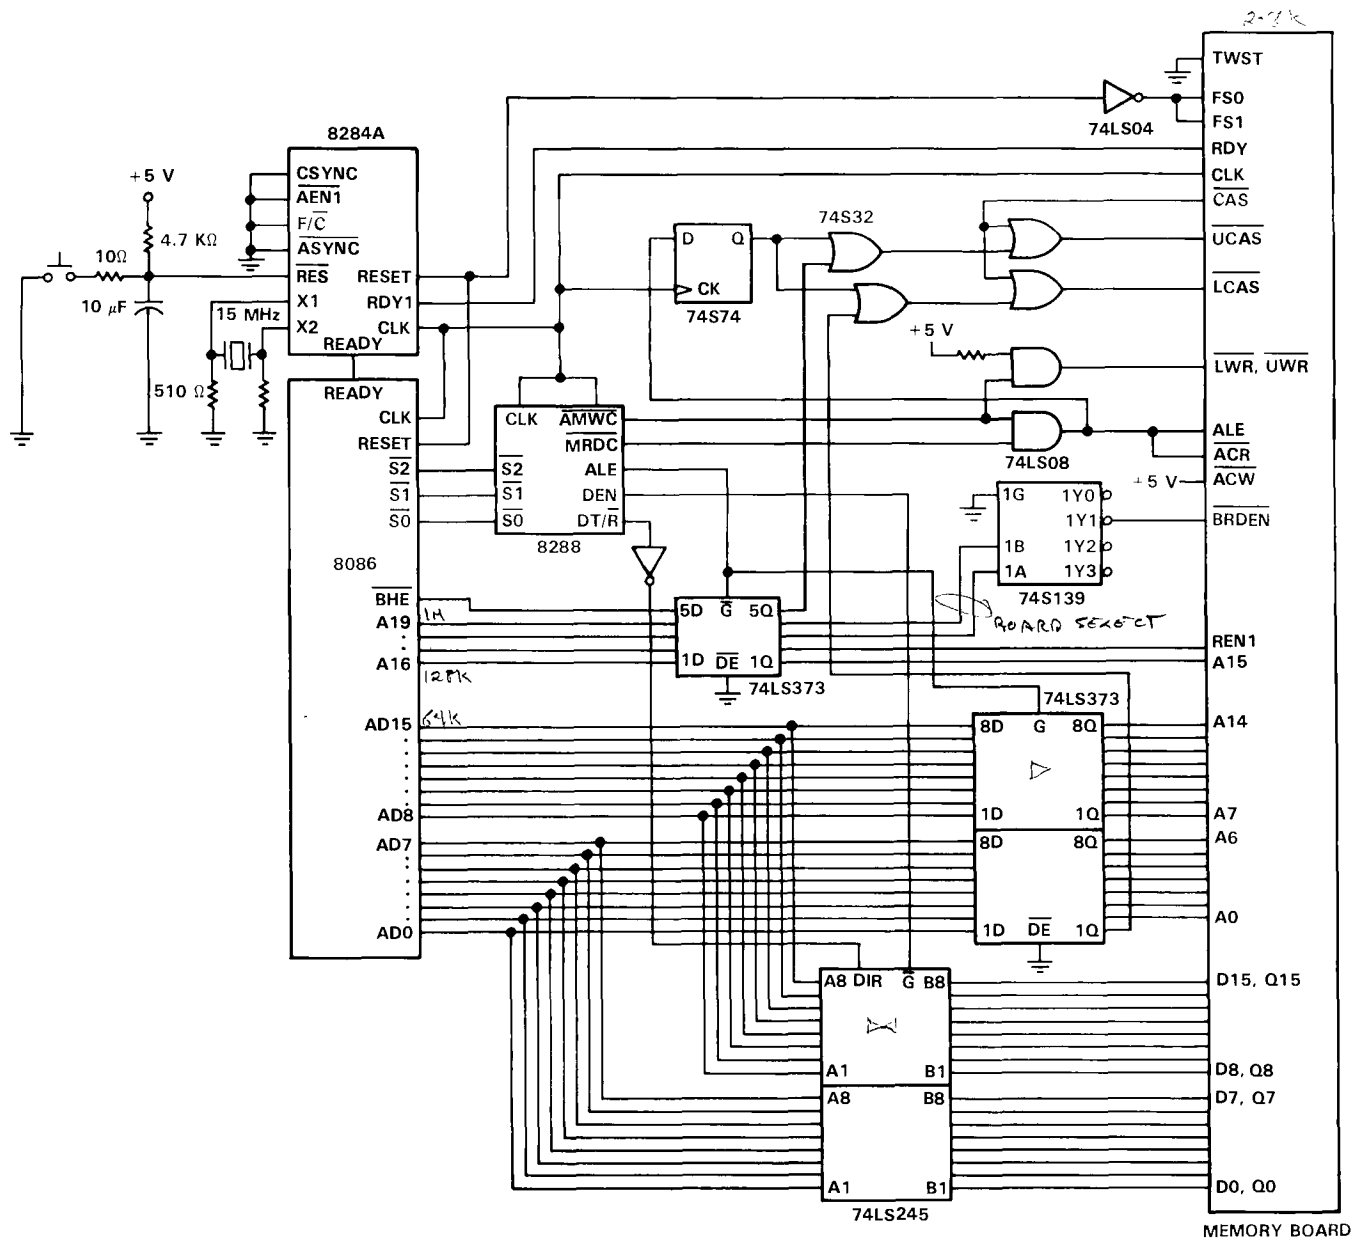 TWST
FS0
74LS04
FS1
8284A
RDY
+5 V
CSYNC
CLK
AEN1
CAS
F/C
74S32
4.7 KΩ
ASYNC
D Q
UCAS
10Ω
RES RESET
LCAS
10 µF
X1 RDY1
CK
15 MHz
74S74
X2 CLK
+5 V
READY
LWR, UWR
510 Ω
READY
CLK
CLK AMWC
ALE
RESET
MRDC
74LS08
ACR
S2 S2 ALE
+5 V ACW
S1 S1 DEN
1G 1Y0
S0 S0 DT/R
1Y1 BRDEN
8288
1B 1Y2
8086
1A 1Y3
74S139
BHE
5D G 5Q
A19 1M
BOARD SELECT
REN1
A16
1D DE 1Q
A15
128K
74LS373
74LS373
AD15 64K
8D G 8Q
A14
AD8
1D 1Q
A7
AD7
8D 8Q
A6
A0
AD0
1D DE 1Q
A8 DIR G B8
D15, Q15
A1 B1
D8, Q8
A8 B8
D7, Q7
A1 B1
D0, Q0
74LS245
MEMORY BOARD